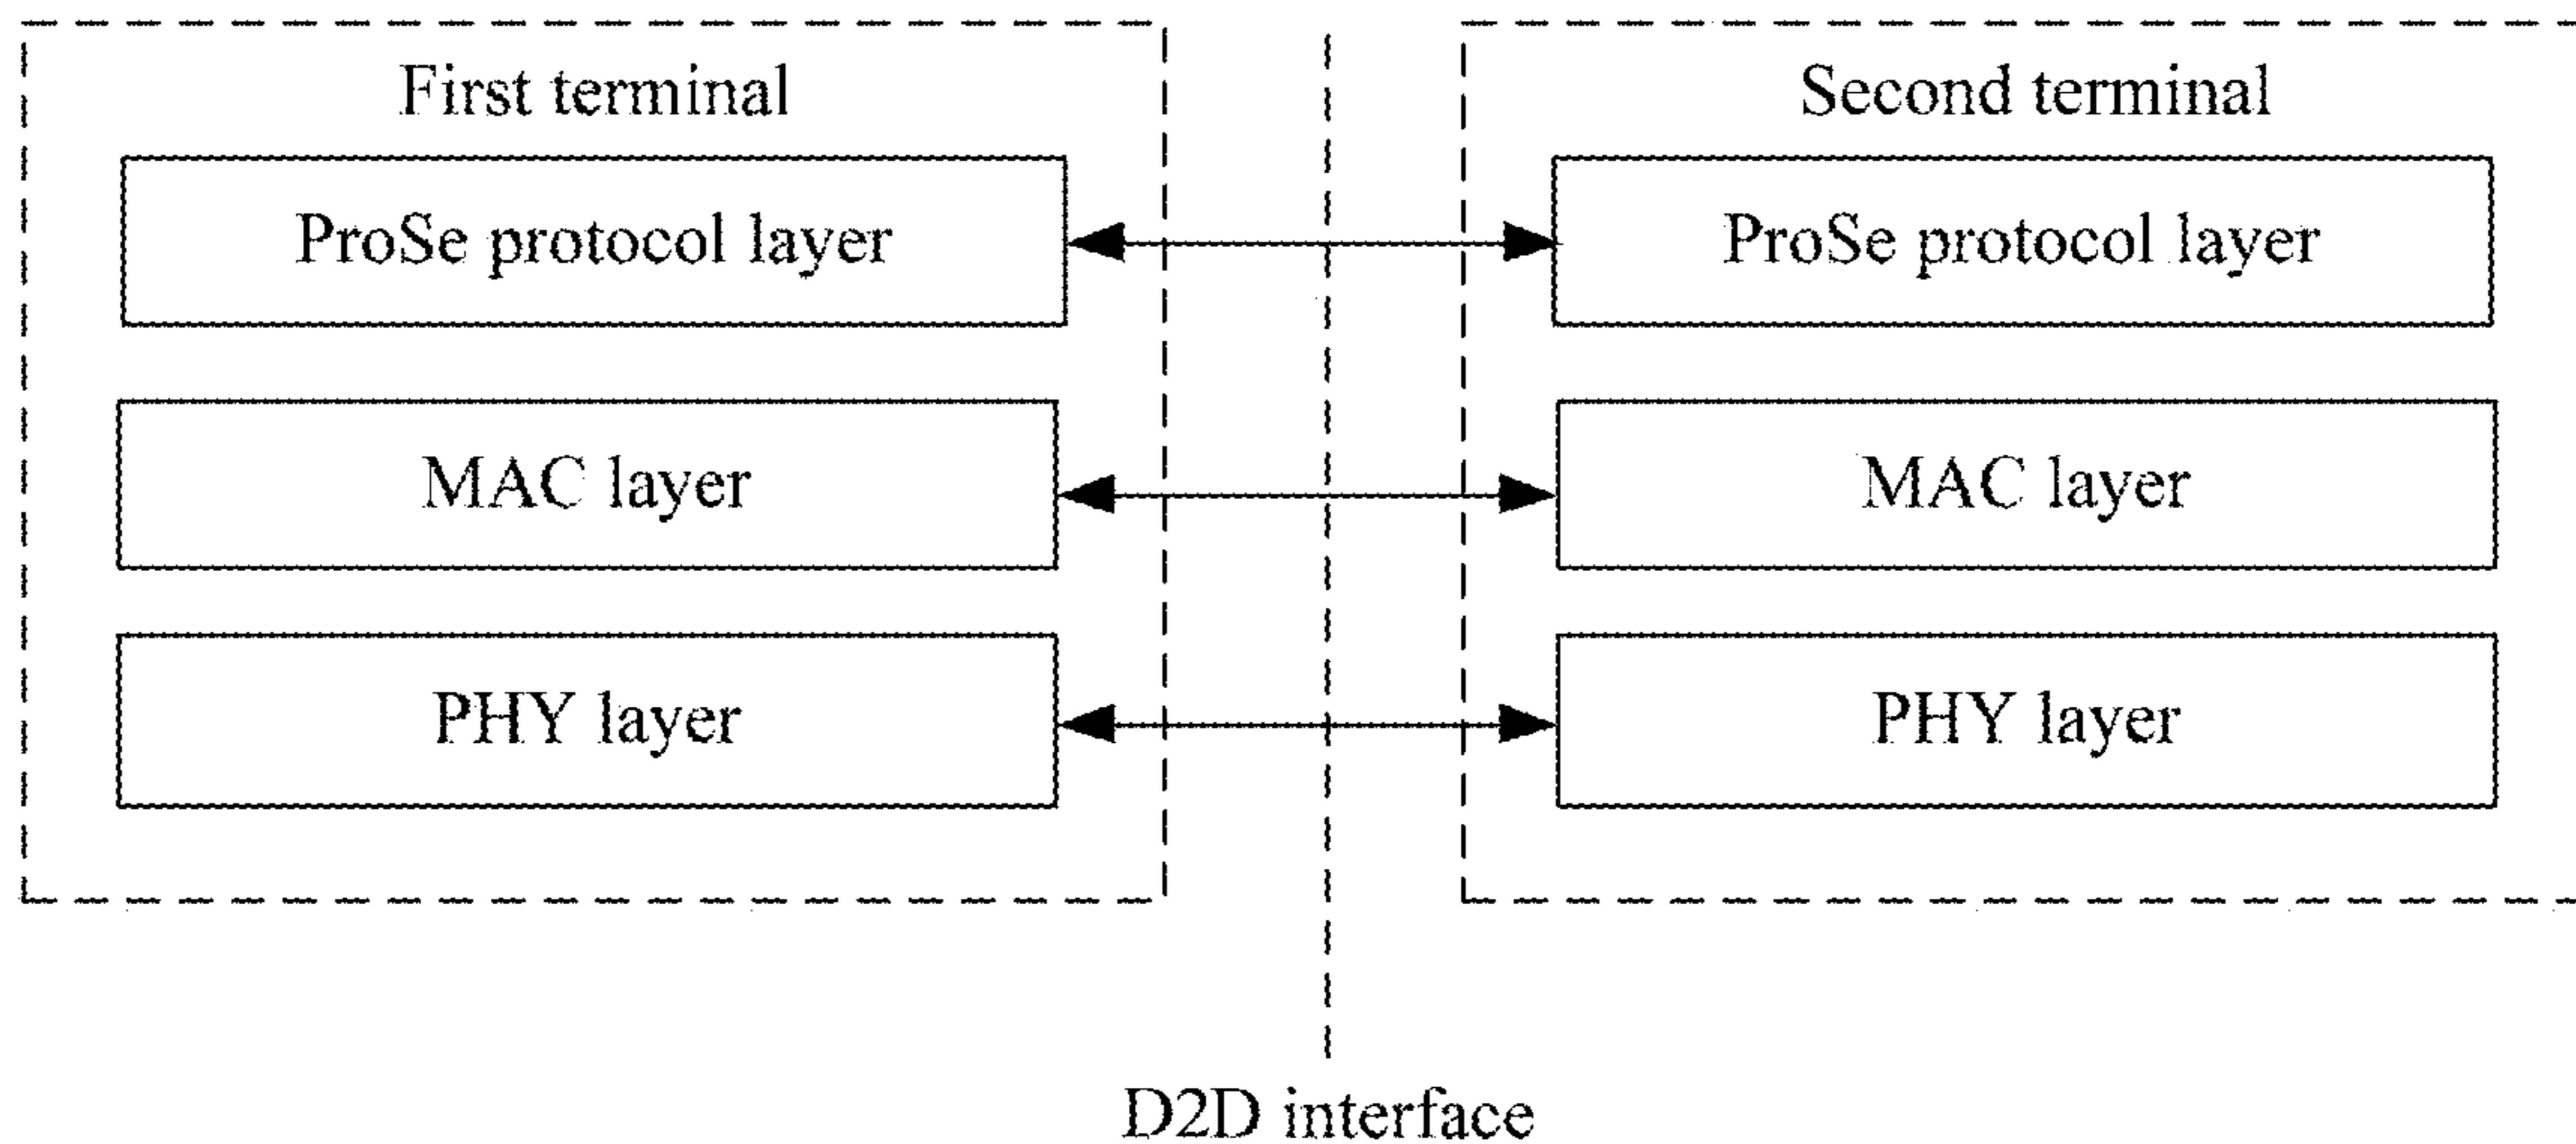 First terminal
Second terminal
ProSe protocol layer
ProSe protocol layer
MAC layer
MAC layer
PHY layer
PHY layer
D2D interface